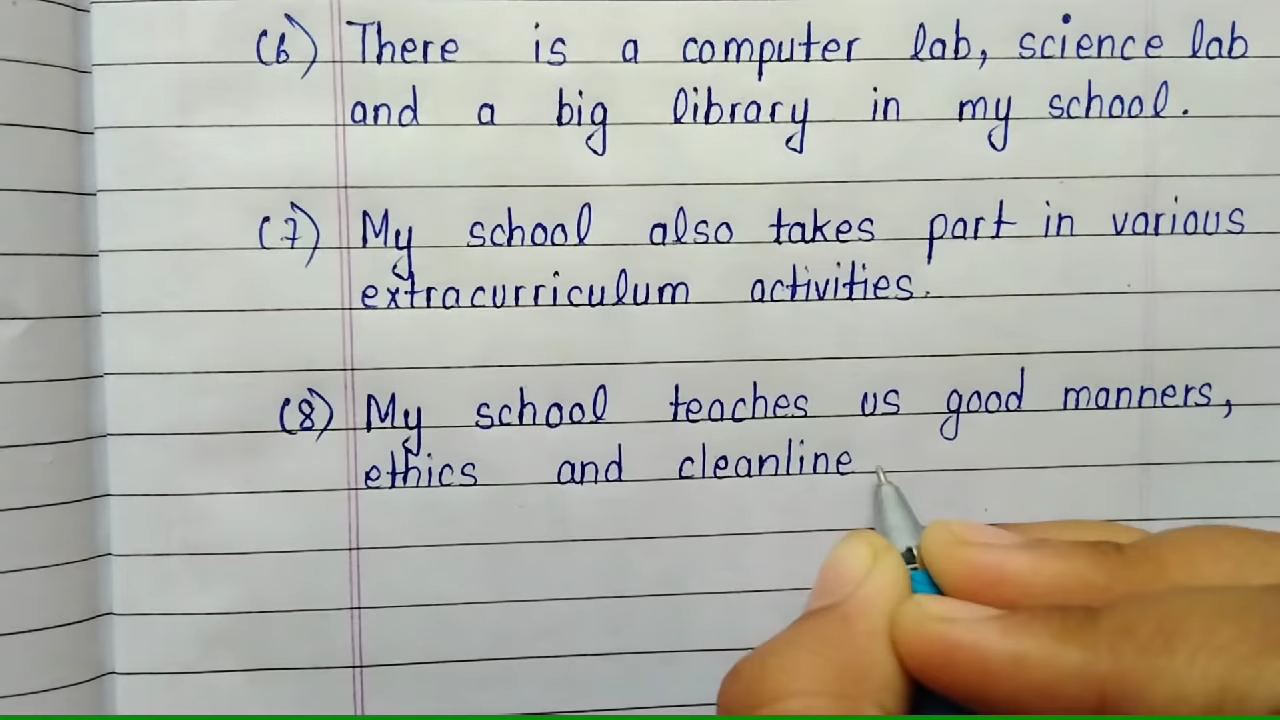 (6) There is a computer lab, science lab
and a big library in my school.
(7) My school also takes part in various
extracurriculum activities.
(8) My school teaches us good manners,
ethics and cleanline